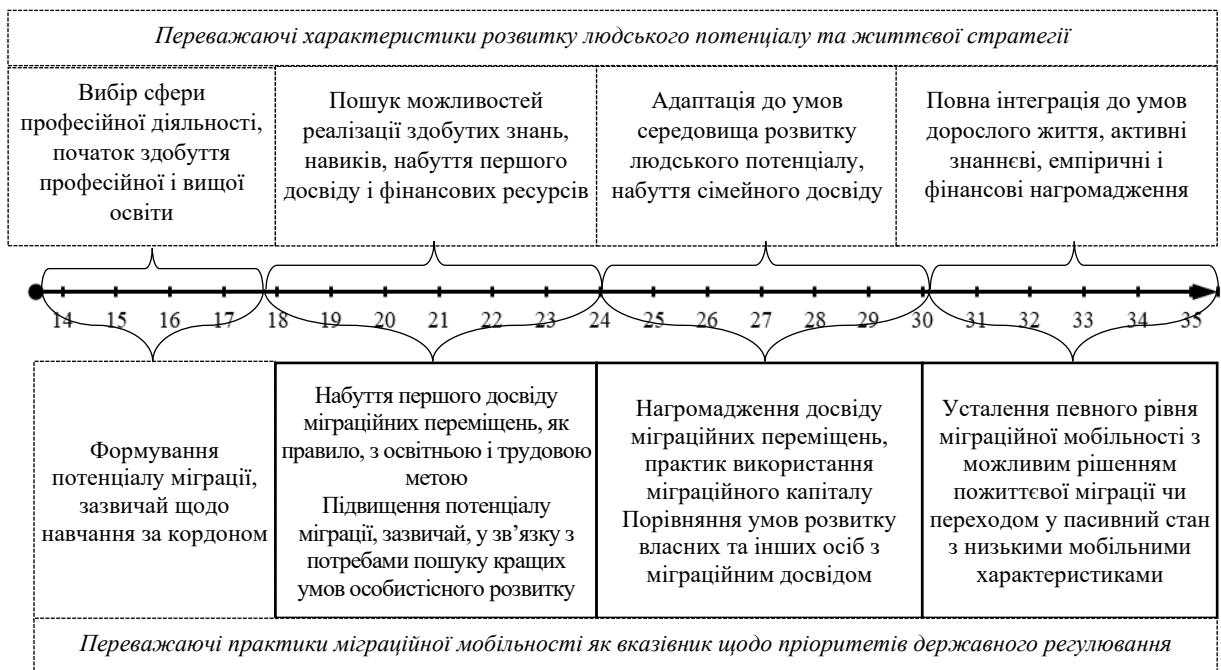 Переважаючі характеристики розвитку людського потенціалу та життєвої стратегії
Вибір сфери
професійної діяльності,
початок здобуття
професійної і вищої
освіти
Пошук можливостей
реалізації здобутих знань,
навиків, набуття першого
досвіду і фінансових ресурсів
Адаптація до умов
середовища розвитку
людського потенціалу,
набуття сімейного досвіду
Повна інтеграція до умов
дорослого життя, активні
знаннєві, емпіричні і
фінансові нагромадження
14 15 16 17 18 19 20 21 22 23 24 25 26 27 28 29 30 31 32 33 34 35
Формування
потенціалу міграції,
зазвичай щодо
навчання за кордоном
Набуття першого досвіду
міграційних переміщень, як
правило, з освітньою і трудовою
метою
Підвищення потенціалу
міграції, зазвичай, у зв’язку з
потребами пошуку кращих
умов особистісного розвитку
Нагромадження досвіду
міграційних переміщень,
практик використання
міграційного капіталу
Порівняння умов розвитку
власних та інших осіб з
міграційним досвідом
Усталення певного рівня
міграційної мобільності з
можливим рішенням
пожиттєвої міграції чи
переходом у пасивний стан
з низькими мобільними
характеристиками
Переважаючі практики міграційної мобільності як вказівник щодо пріоритетів державного регулювання